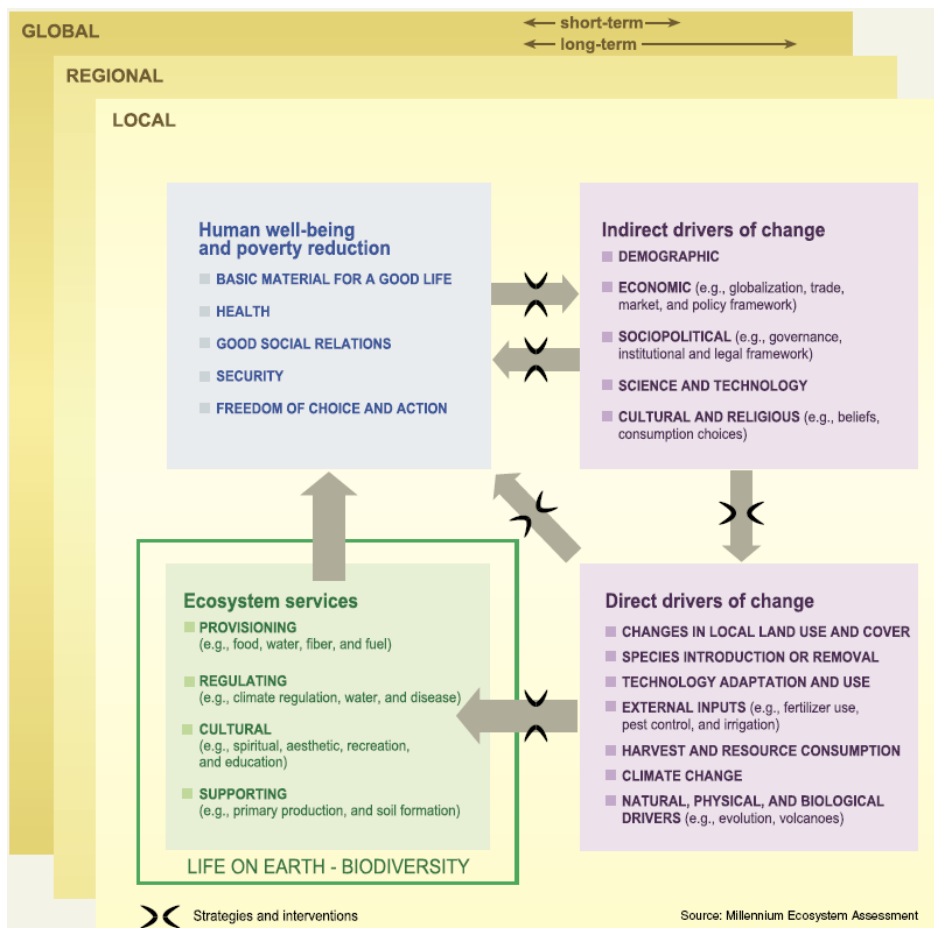 GLOBAL
short-term
long-term
REGIONAL
LOCAL
Human well-being
and poverty reduction
BASIC MATERIAL FOR A GOOD LIFE
HEALTH
GOOD SOCIAL RELATIONS
SECURITY
FREEDOM OF CHOICE AND ACTION
Indirect drivers of change
DEMOGRAPHIC
ECONOMIC (e.g., globalization, trade,
market, and policy framework)
SOCIOPOLITICAL (e.g., governance,
institutional and legal framework)
SCIENCE AND TECHNOLOGY
CULTURAL AND RELIGIOUS (e.g., beliefs,
consumption choices)
Ecosystem services
PROVISIONING
(e.g., food, water, fiber, and fuel)
REGULATING
(e.g., climate regulation, water, and disease)
CULTURAL
(e.g., spiritual, aesthetic, recreation,
and education)
SUPPORTING
(e.g., primary production, and soil formation)
LIFE ON EARTH - BIODIVERSITY
Direct drivers of change
CHANGES IN LOCAL LAND USE AND COVER
SPECIES INTRODUCTION OR REMOVAL
TECHNOLOGY ADAPTATION AND USE
EXTERNAL INPUTS (e.g., fertilizer use,
pest control, and irrigation)
HARVEST AND RESOURCE CONSUMPTION
CLIMATE CHANGE
NATURAL, PHYSICAL, AND BIOLOGICAL
DRIVERS (e.g., evolution, volcanoes)
Strategies and interventions
Source: Millennium Ecosystem Assessment